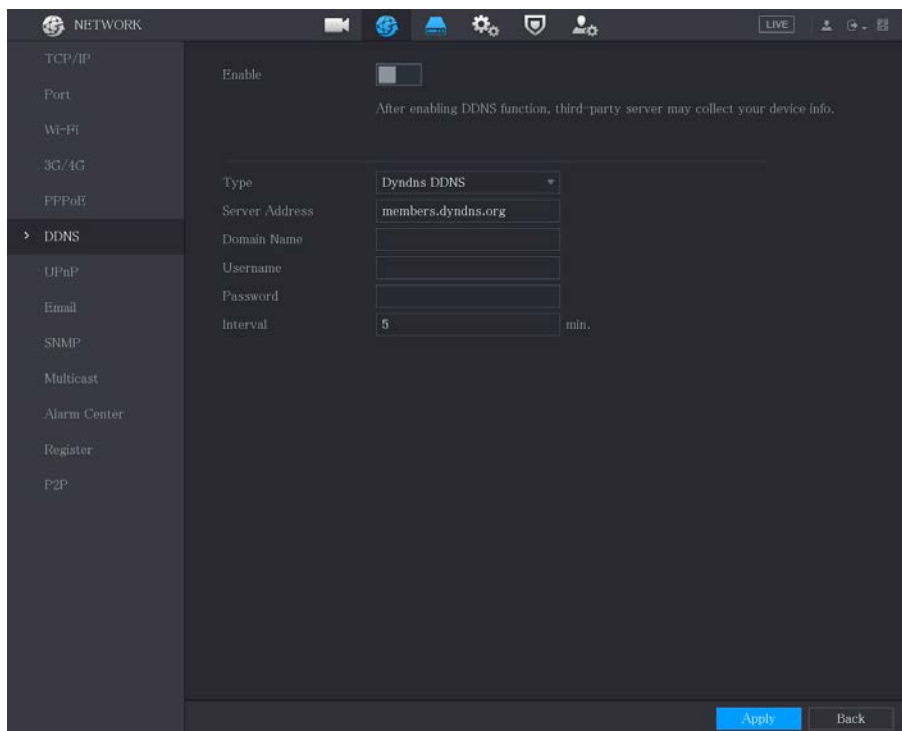 NETWORK
LIVE
TCP/IP
Port
Wi-Fi
3G/4G
PPPoE
DDNS
UPnP
Email
SNMP
Multicast
Alarm Center
Register
P2P
Enable
After enabling DDNS function, third-party server may collect your device info.
Type Dyndns DDNS
Server Address members.dyndns.org
Domain Name
Username
Password
Interval 5 min.
Apply Back